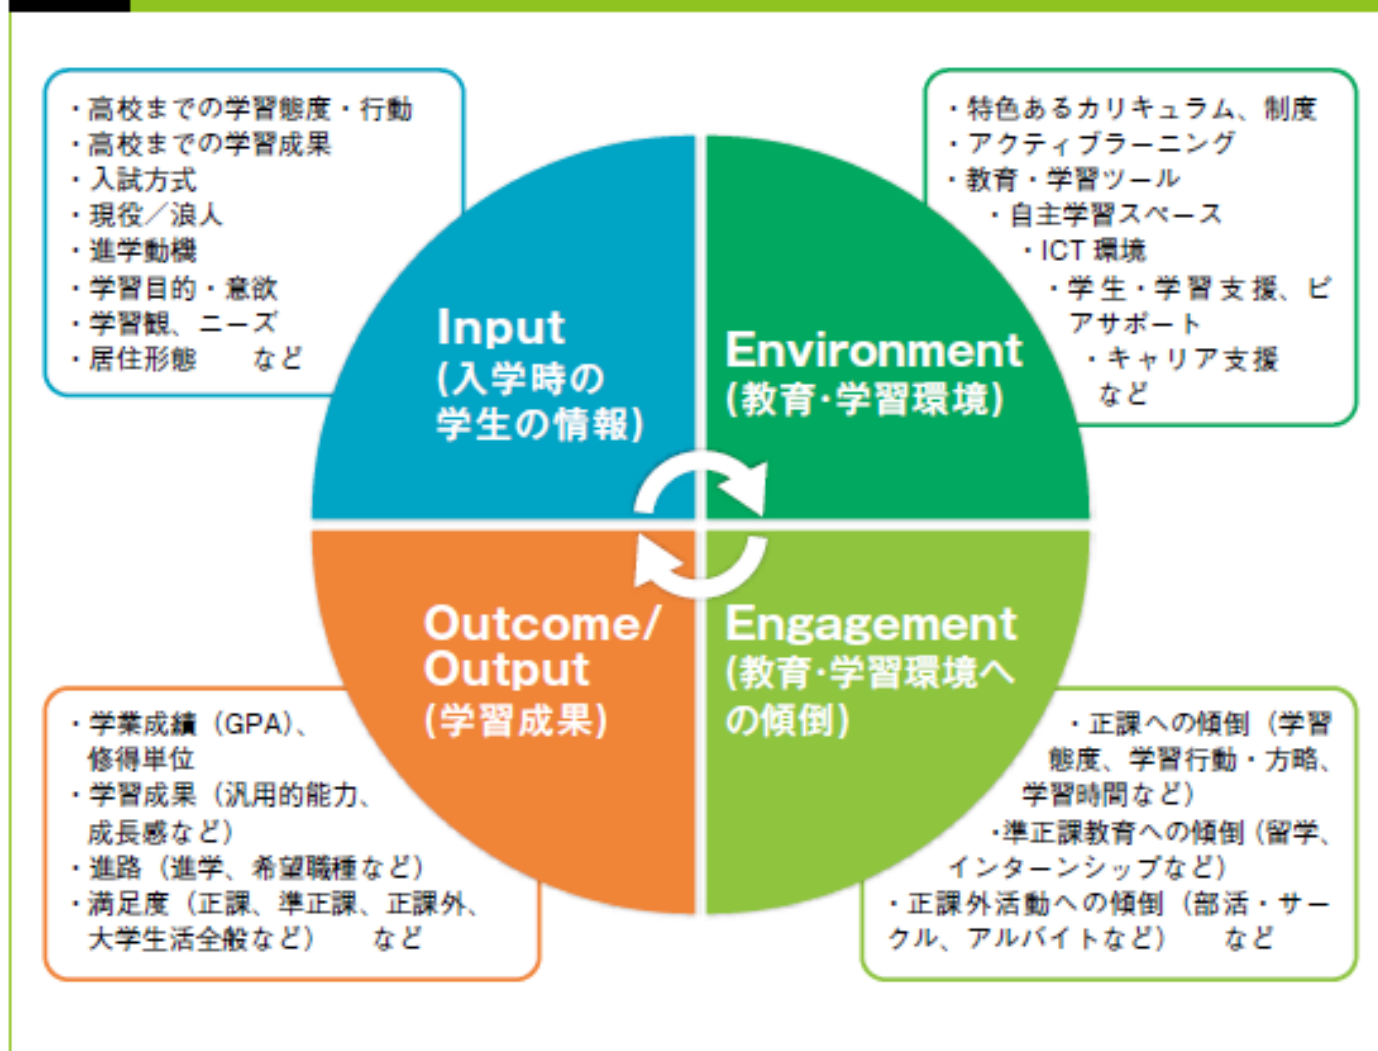 ・高校までの学習態度・行動
・高校までの学習成果
・入試方式
・現役／浪人
・進学動機
・学習目的・意欲
・学習観、ニーズ
・居住形態　　など
・特色あるカリキュラム、制度
・アクティブラーニング
・教育・学習ツール
・自主学習スペース
・ICT 環境
・学生・学習支援、ピ
アサポート
・キャリア支援
など
Input
(入学時の
学生の情報)
Environment
(教育・学習環境)
Outcome/
Output
(学習成果)
Engagement
(教育・学習環境へ
の傾倒)
・学業成績（GPA）、
修得単位
・学習成果（汎用的能力、
成長感など）
・進路（進学、希望職種など）
・満足度（正課、準正課、正課外、
大学生活全般など）　　など
・正課への傾倒（学習
態度、学習行動・方略、
学習時間など）
・準正課教育への傾倒（留学、
インターンシップなど）
・正課外活動への傾倒（部活・サー
クル、アルバイトなど）　　など